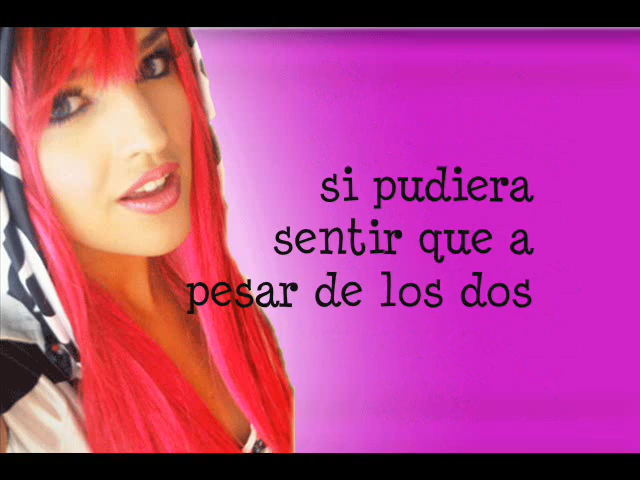 si pudiera
sentir que a
pesar de los dos